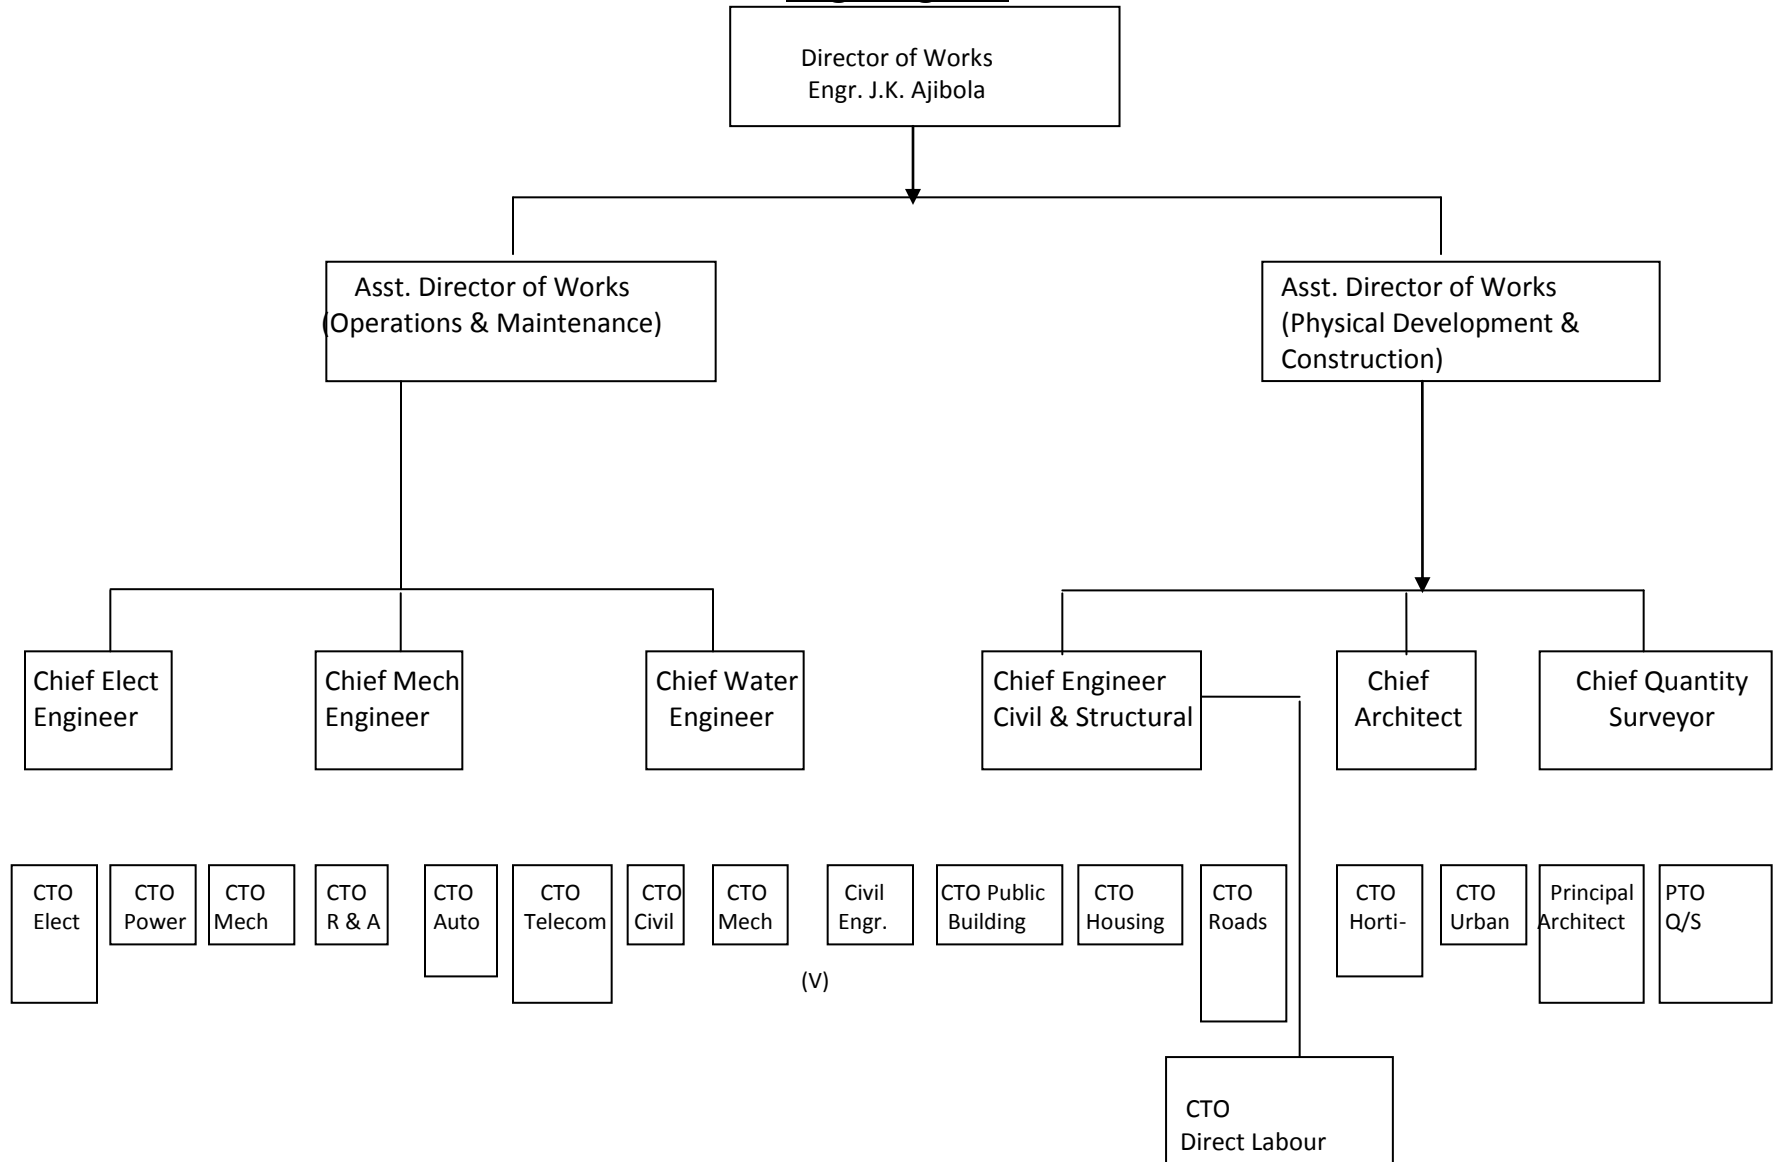 Director of Works
Engr. J.K. Ajibola
Asst. Director of Works
(Operations & Maintenance)
Asst. Director of Works
(Physical Development &
Construction)
Chief Elect
Engineer
Chief Mech
Engineer
Chief Water
Engineer
Chief Engineer
Civil & Structural
Chief
Architect
Chief Quantity
Surveyor
CTO
Elect
CTO
Power
CTO
Mech
CTO
R & A
CTO
Auto
CTO
Telecom
CTO
Civil
CTO
Mech
Civil
Engr.
CTO Public
Building
CTO
Housing
CTO
Roads
CTO
Horti-
CTO
Urban
Principal
Architect
PTO
Q/S
(V)
CTO
Direct Labour